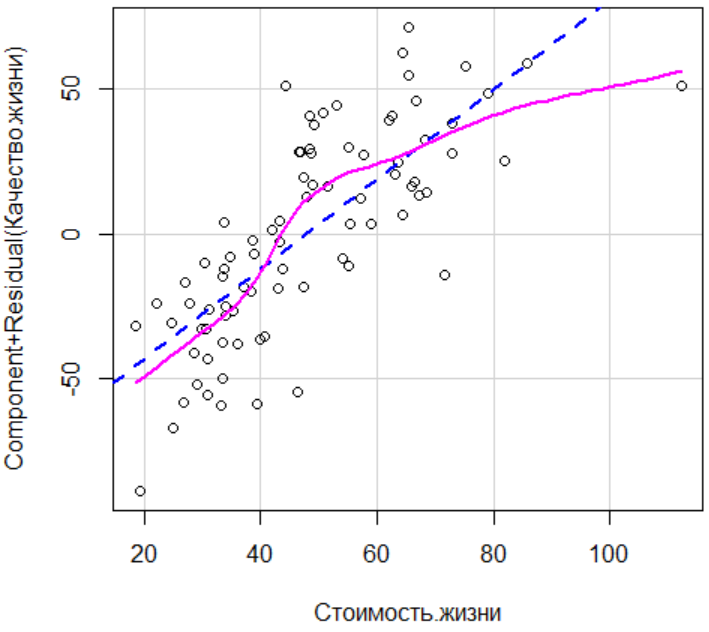 Component+Residual(Качество.жизни)
50
0
-50
20 40 60 80 100
Стоимость.жизни